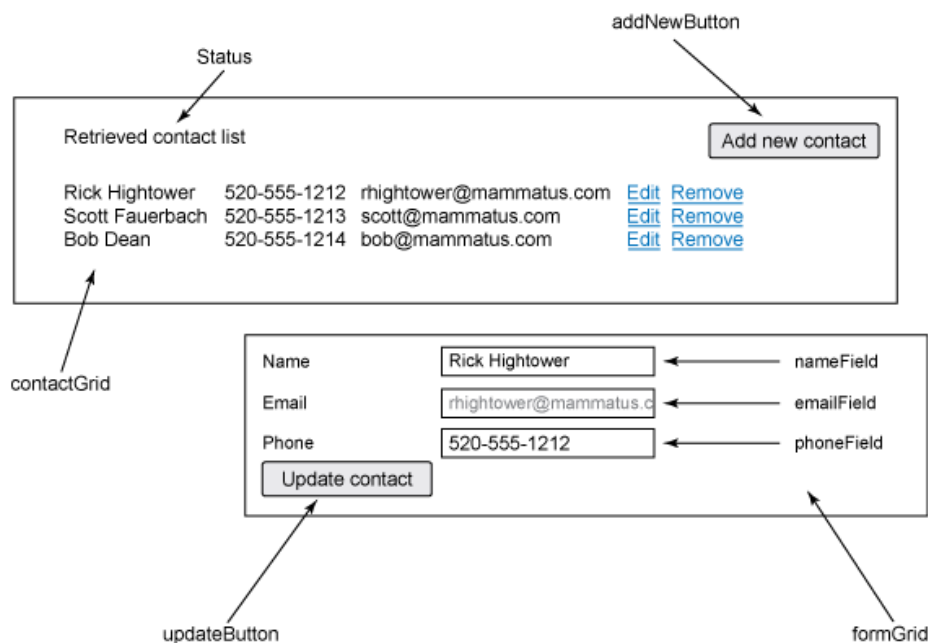 addNewButton
Status
Retrieved contact list
Add new contact
Rick Hightower 520-555-1212 rhightower@mammatus.com Edit Remove
Scott Fauerbach 520-555-1213 scott@mammatus.com Edit Remove
Bob Dean 520-555-1214 bob@mammatus.com Edit Remove
contactGrid
Name Rick Hightower nameField
Email rhightower@mammatus.c emailField
Phone 520-555-1212 phoneField
Update contact
updateButton
formGrid